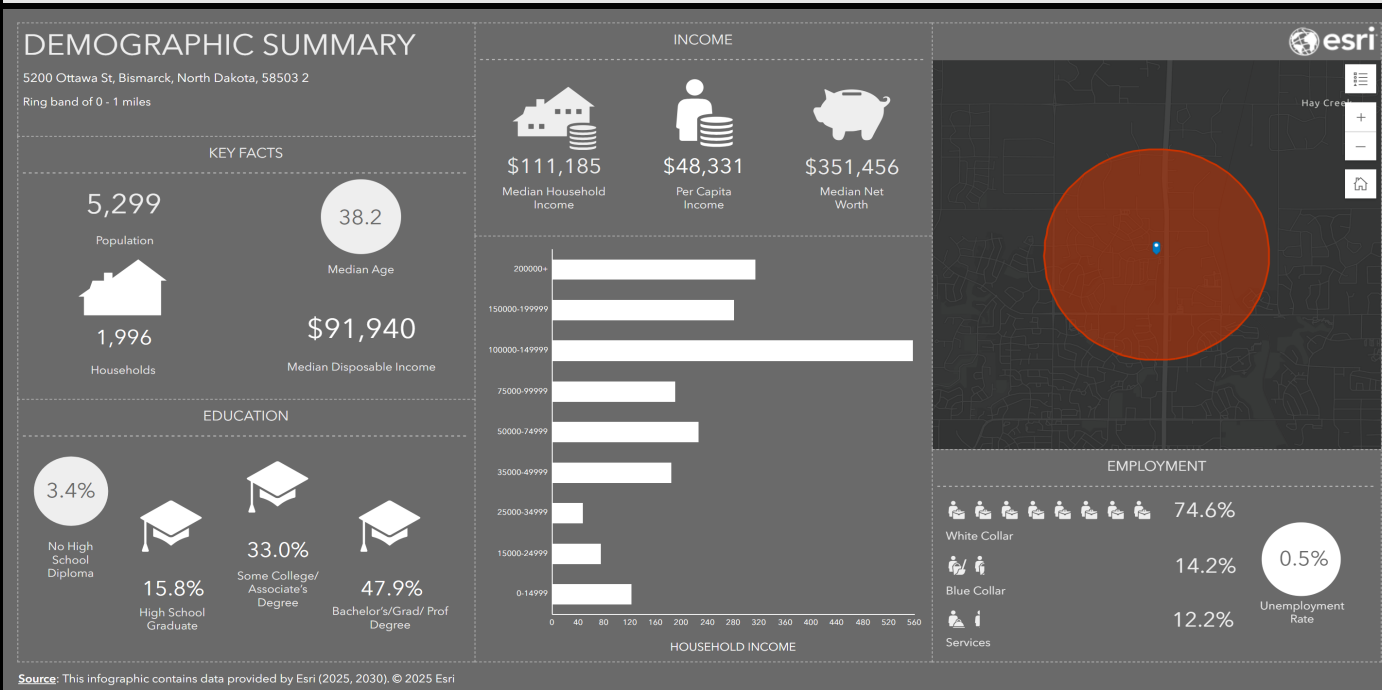 DEMOGRAPHIC SUMMARY
5200 Ottawa St, Bismarck, North Dakota, 58503 2
Ring band of 0 - 1 miles
KEY FACTS
5,299
Population
38.2
Median Age
1,996
Households
$91,940
Median Disposable Income
EDUCATION
3.4%
No High
School
Diploma
15.8%
High School
Graduate
33.0%
Some College/
Associate's
Degree
47.9%
Bachelor's/Grad/ Prof
Degree
INCOME
$111,185
Median Household
Income
$48,331
Per Capita
Income
$351,456
Median Net
Worth
200000+
150000-199999
100000-149999
75000-99999
50000-74999
35000-49999
25000-34999
15000-24999
0-14999
0 40 80 120 160 200 240 280 320 360 400 440 480 520 560
HOUSEHOLD INCOME
esri
Hay Creek
+
−
EMPLOYMENT
74.6%
White Collar
14.2%
Blue Collar
12.2%
Services
0.5%
Unemployment
Rate
Source: This infographic contains data provided by Esri (2025, 2030). © 2025 Esri